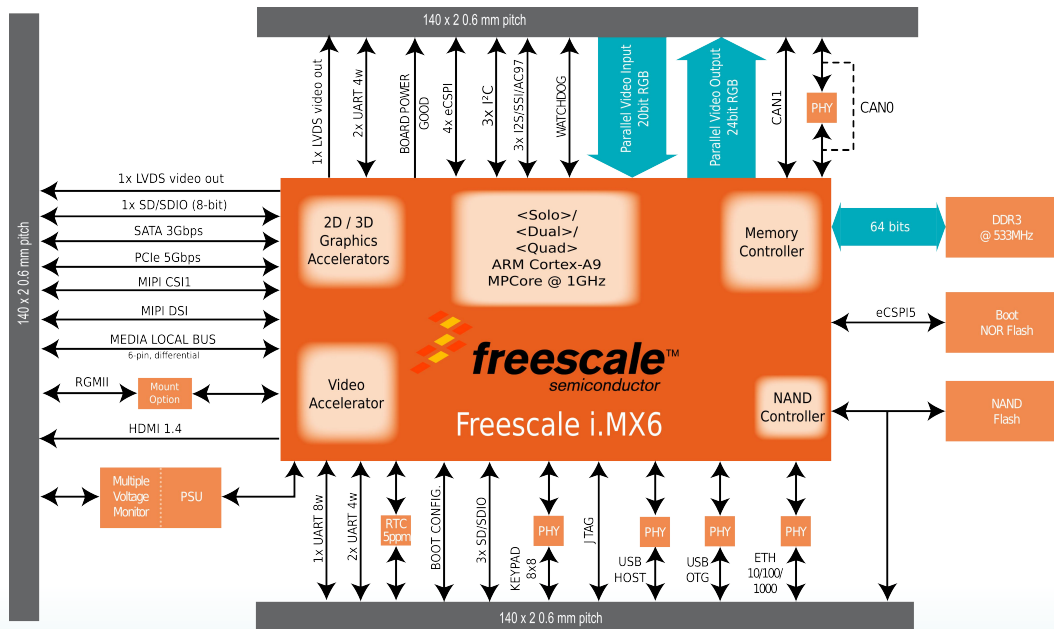 140 x 2 0.6 mm pitch
1x LVDS video out
2x UART 4w
BOARD POWER
GOOD
4x eCSPI
3x I²C
3x I2S/SSI/AC97
WATCHDOG
Parallel Video Input
20bit RGB
Parallel Video Output
24bit RGB
CAN1
PHY
CAN0
140 x 2 0.6 mm pitch
1x LVDS video out
1x SD/SDIO (8-bit)
SATA 3Gbps
PCIe 5Gbps
MIPI CSI1
MIPI DSI
MEDIA LOCAL BUS
6-pin, differential
RGMII
Mount
Option
HDMI 1.4
Multiple
Voltage
Monitor
PSU
2D / 3D
Graphics
Accelerators
<Solo>/
<Dual>/
<Quad>
ARM Cortex-A9
MPCore @ 1GHz
Memory
Controller
Video
Accelerator
freescale™
semiconductor
Freescale i.MX6
NAND
Controller
64 bits
DDR3
@ 533MHz
eCSPI5
Boot
NOR Flash
NAND
Flash
1x UART 8w
2x UART 4w
RTC
5ppm
BOOT CONFIG.
3x SD/SDIO
KEYPAD
8x8
PHY
JTAG
USB
HOST
PHY
USB
OTG
PHY
ETH
10/100/
1000
PHY
140 x 2 0.6 mm pitch